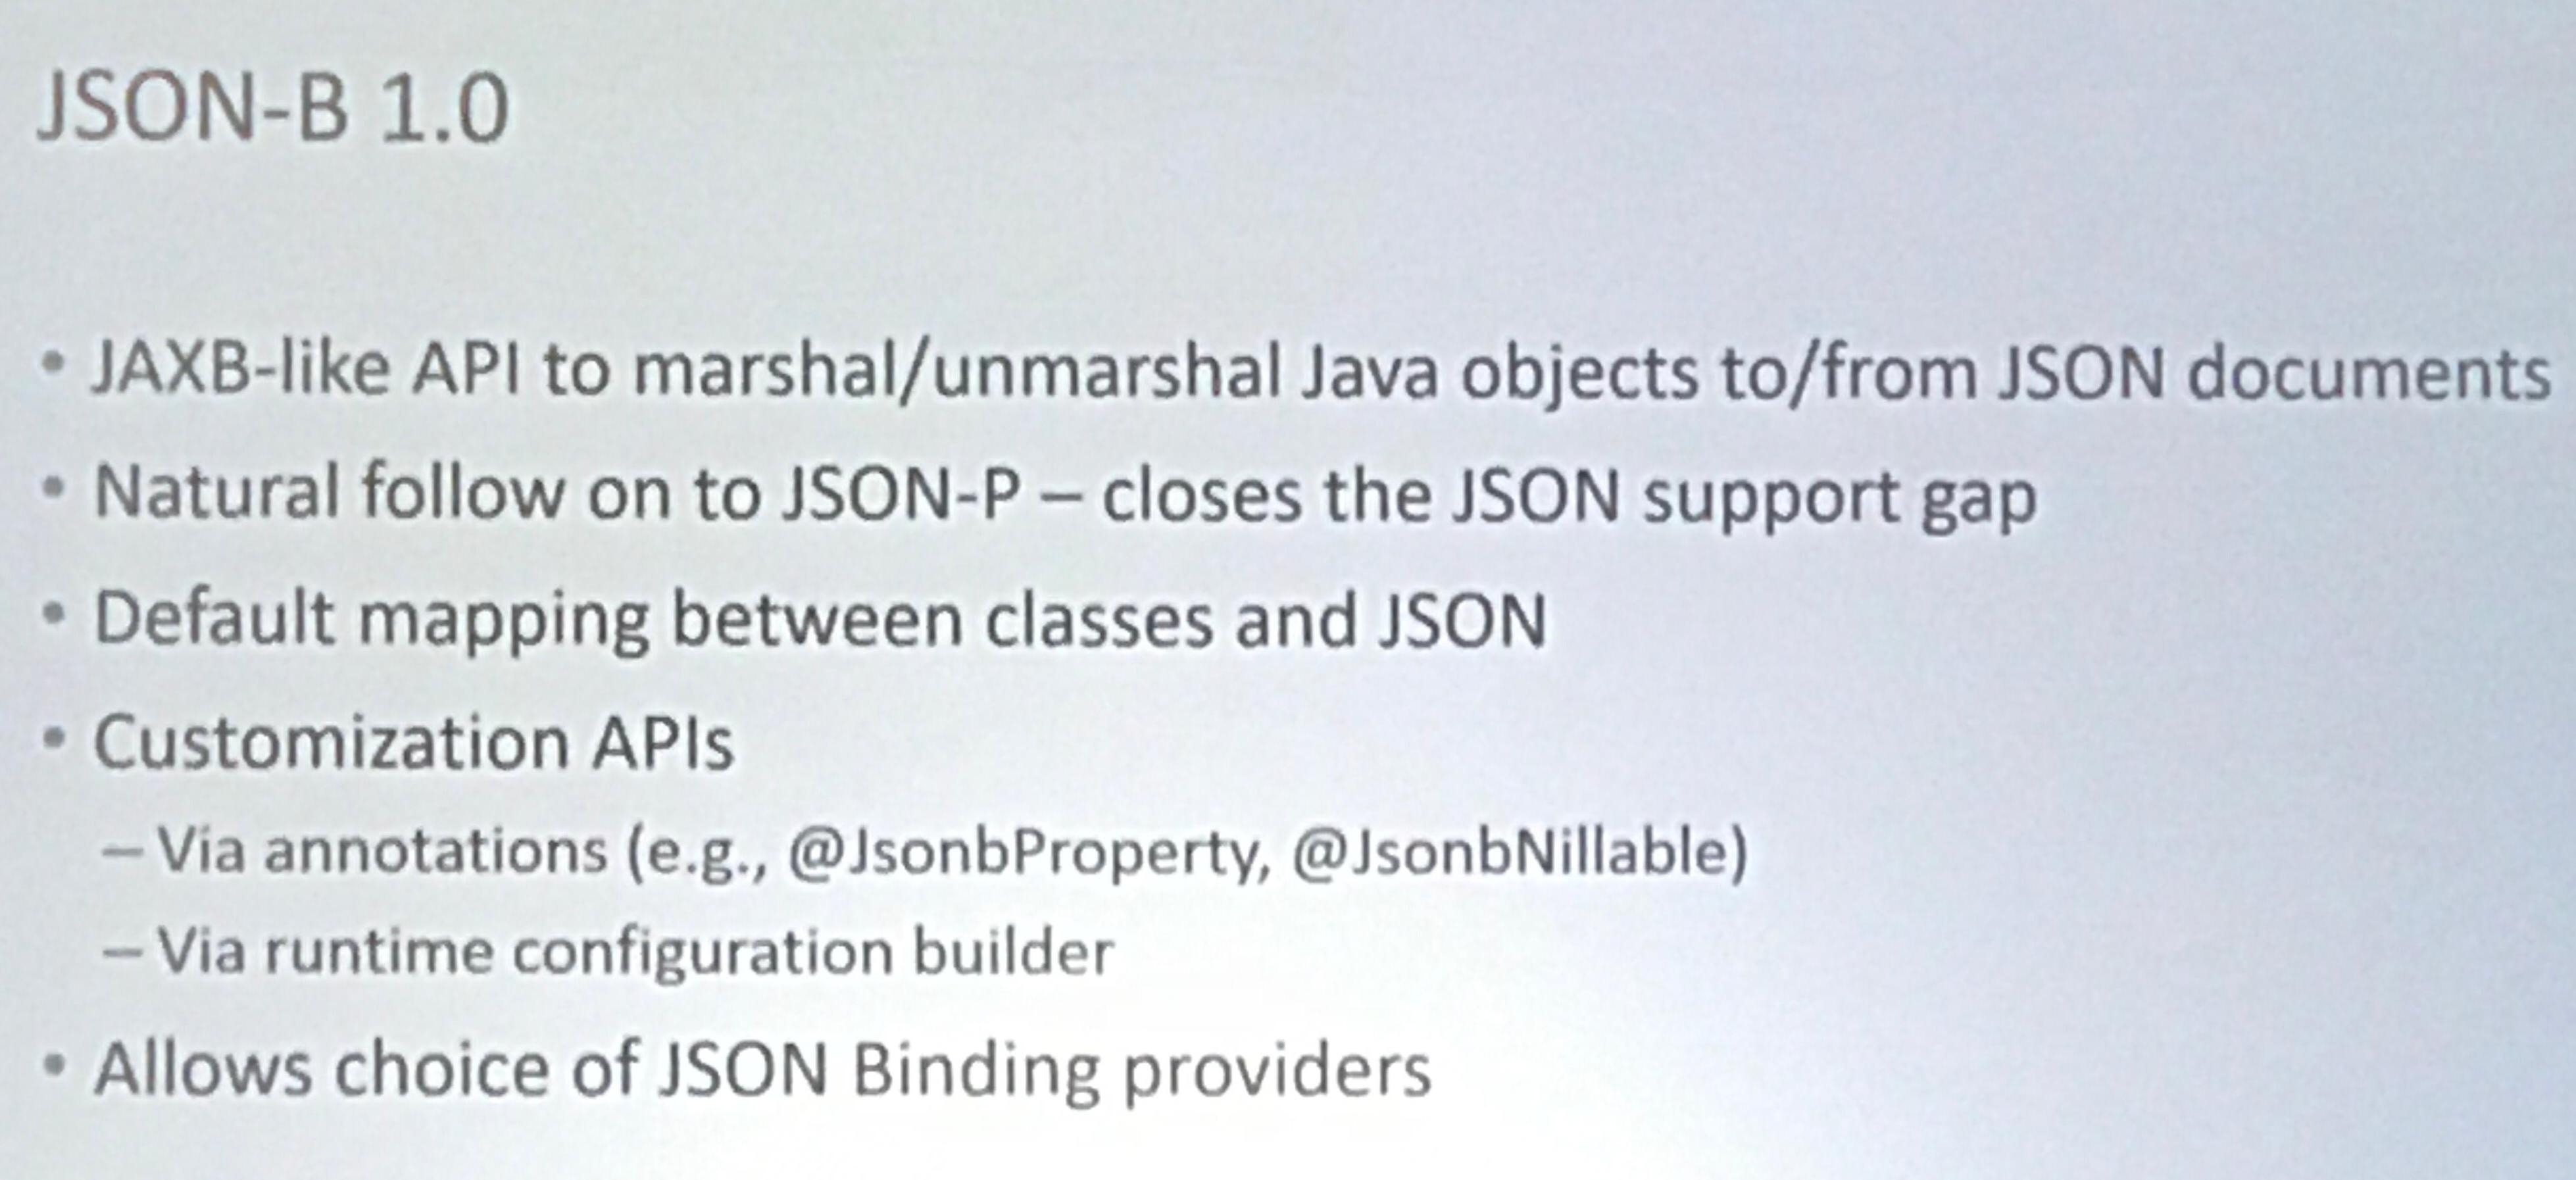 JSON-B 1.0
• JAXB-like API to marshal/unmarshal Java objects to/from JSON documents
• Natural follow on to JSON-P – closes the JSON support gap
• Default mapping between classes and JSON
• Customization APIs
– Via annotations (e.g., @JsonbProperty, @JsonbNillable)
– Via runtime configuration builder
• Allows choice of JSON Binding providers